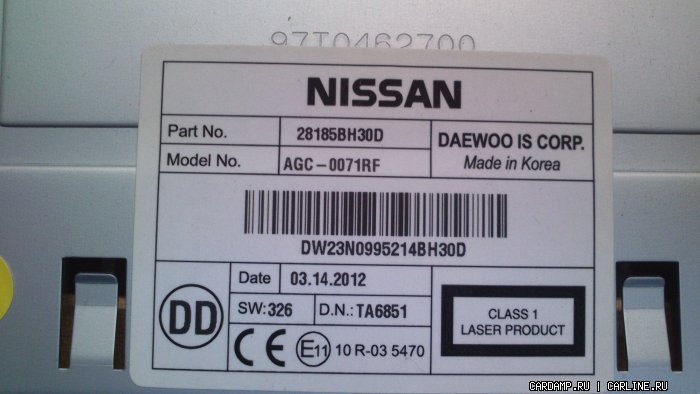 97T0462700
NISSAN
Part No. 28185BH30D
Model No. AGC-0071RF
DAEWOO IS CORP.
Made in Korea
DW23N0995214BH30D
DD
Date 03.14.2012
SW:326 D.N.: TA6851
CE E11 10 R-03 5470
CLASS 1
LASER PRODUCT
CARDAMP.RU | CARLINE.RU